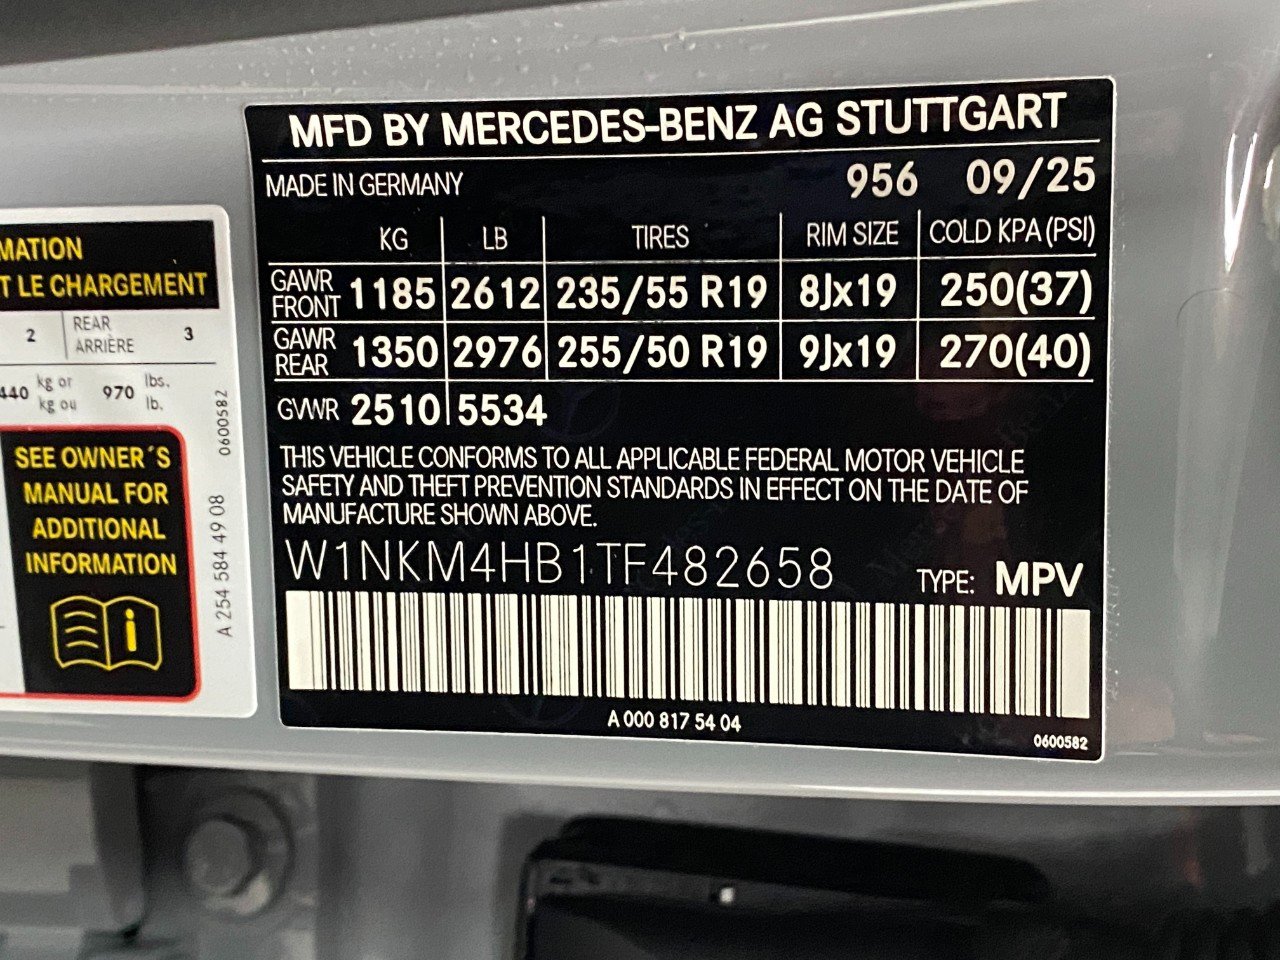 MATION
T LE CHARGEMENT
2 REAR ARRIÈRE 3
440 kg or kg ou 970 lbs. lb.
SEE OWNER´S
MANUAL FOR
ADDITIONAL
INFORMATION
i
0600582
A 254 584 49 08
MFD BY MERCEDES-BENZ AG STUTTGART
MADE IN GERMANY 956 09/25
KG LB TIRES RIM SIZE COLD KPA (PSI)
GAWR FRONT 1185 2612 235/55 R19 8Jx19 250(37)
GAWR REAR 1350 2976 255/50 R19 9Jx19 270(40)
GVWR 2510 5534
THIS VEHICLE CONFORMS TO ALL APPLICABLE FEDERAL MOTOR VEHICLE
SAFETY AND THEFT PREVENTION STANDARDS IN EFFECT ON THE DATE OF
MANUFACTURE SHOWN ABOVE.
W1NKM4HB1TF482658 TYPE: MPV
A 000 817 54 04
0600582